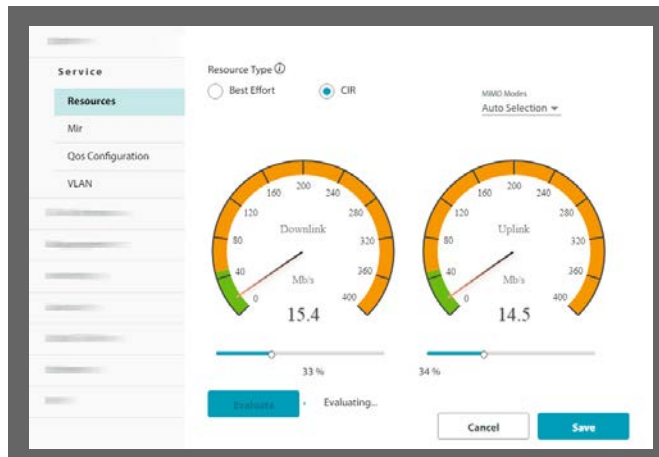 Service
Resources
Mir
Qos Configuration
VLAN
Resource Type
Best Effort
CIR
MIMO Modes
Auto Selection
0
40
80
120
160
200
240
280
320
360
400
Downlink
Mb/s
15.4
0
40
80
120
160
200
240
280
320
360
400
Uplink
Mb/s
14.5
33 %
34 %
Evaluate
Evaluating...
Cancel
Save